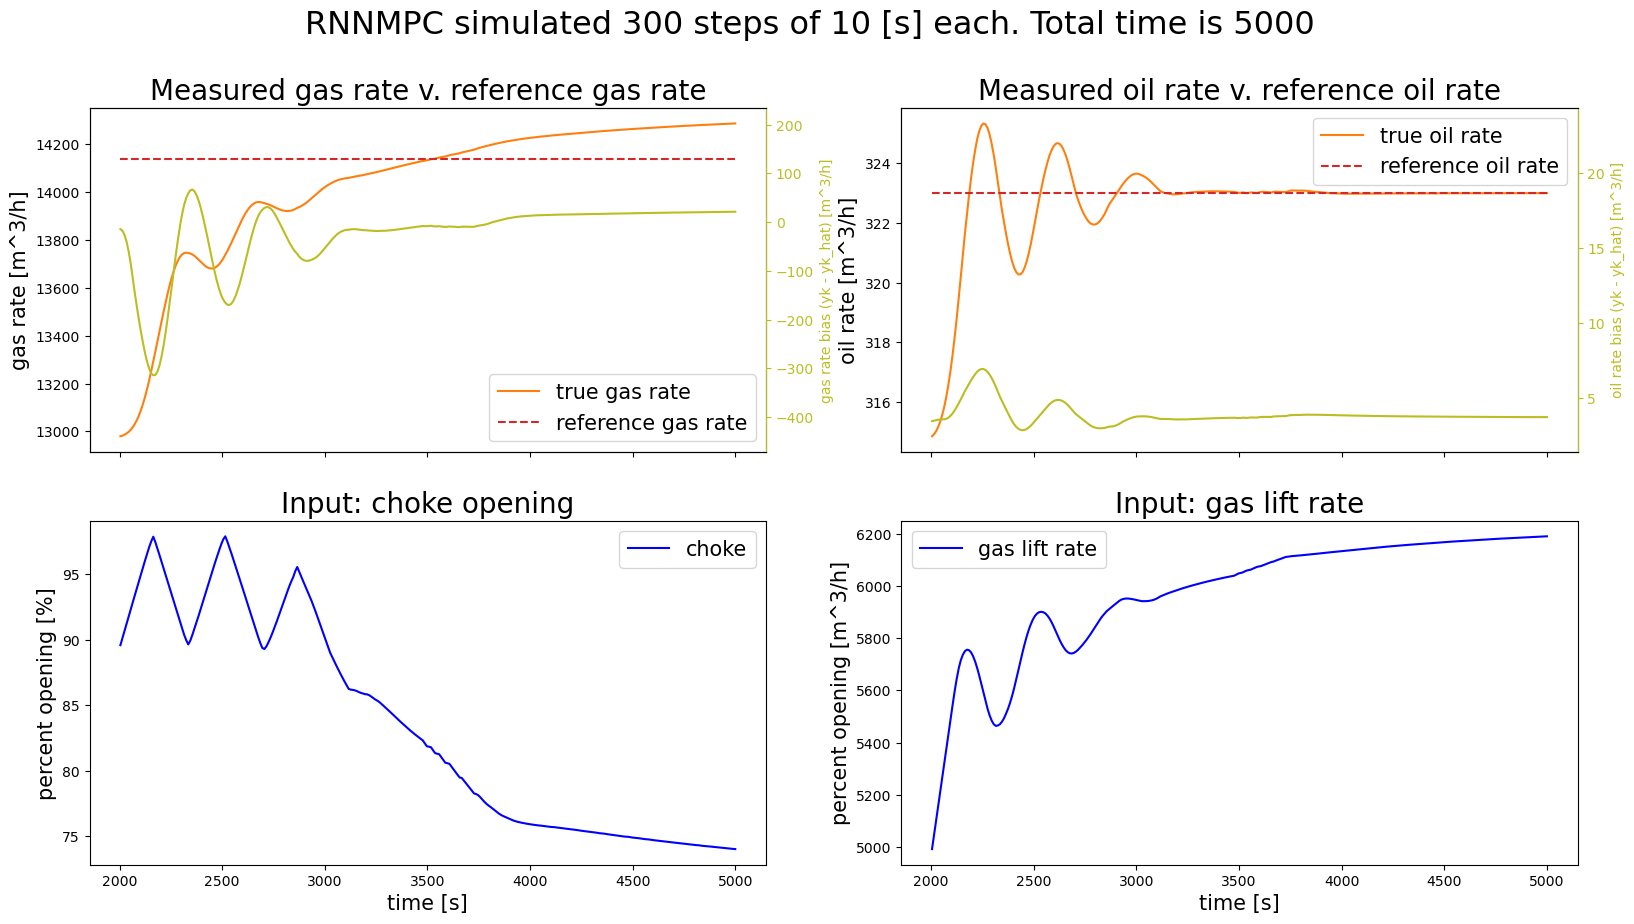 RNNMPC simulated 300 steps of 10 [s] each. Total time is 5000
Measured gas rate v. reference gas rate
gas rate [m^3/h]
14200
14000
13800
13600
13400
13200
13000
true gas rate
reference gas rate
200
100
0
−100
−200
−300
−400
gas rate bias (yk - yk_hat) [m^3/h]
Measured oil rate v. reference oil rate
oil rate [m^3/h]
324
322
320
318
316
true oil rate
reference oil rate
20
15
10
5
oil rate bias (yk - yk_hat) [m^3/h]
Input: choke opening
percent opening [%]
95
90
85
80
75
choke
2000 2500 3000 3500 4000 4500 5000
time [s]
Input: gas lift rate
percent opening [m^3/h]
6200
6000
5800
5600
5400
5200
5000
gas lift rate
2000 2500 3000 3500 4000 4500 5000
time [s]